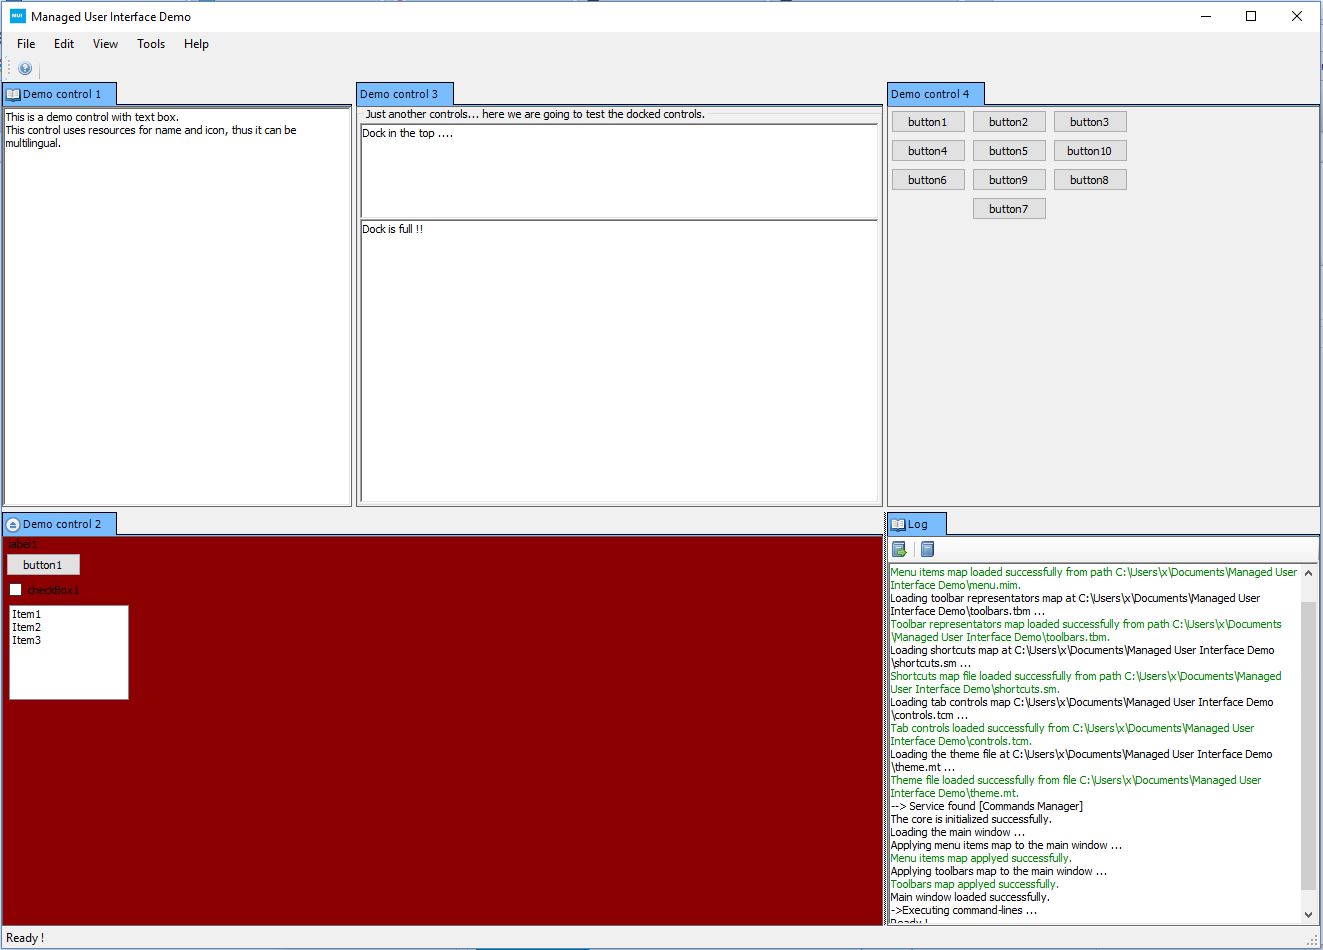 MUI Managed User Interface Demo
File Edit View Tools Help
Demo control 1
This is a demo control with text box.
This control uses resources for name and icon, thus it can be
multilingual.
Demo control 3
Just another controls... here we are going to test the docked controls.
Dock in the top ....
Dock is full !!
Demo control 4
button1 button2 button3
button4 button5 button10
button6 button9 button8
button7
Demo control 2
label1
button1
checkBox1
Item1
Item2
Item3
Log
Menu items map loaded successfully from path C:\Users\x\Documents\Managed User
Interface Demo\menu.mim.
Loading toolbar representators map at C:\Users\x\Documents\Managed User
Interface Demo\toolbars.tbm ...
Toolbar representators map loaded successfully from path C:\Users\x\Documents
\Managed User Interface Demo\toolbars.tbm.
Loading shortcuts map at C:\Users\x\Documents\Managed User Interface Demo
\shortcuts.sm ...
Shortcuts map file loaded successfully from path C:\Users\x\Documents\Managed
User Interface Demo\shortcuts.sm.
Loading tab controls map C:\Users\x\Documents\Managed User Interface Demo
\controls.tcm ...
Tab controls loaded successfully from C:\Users\x\Documents\Managed User
Interface Demo\controls.tcm.
Loading the theme file at C:\Users\x\Documents\Managed User Interface Demo
\theme.mt ...
Theme file loaded successfully from file C:\Users\x\Documents\Managed User
Interface Demo\theme.mt.
--> Service found [Commands Manager]
The core is initialized successfully.
Loading the main window ...
Applying menu items map to the main window ...
Menu items map applyed successfully.
Applying toolbars map to the main window ...
Toolbars map applyed successfully.
Main window loaded successfully.
->Executing command-lines ...
Ready !
Ready !